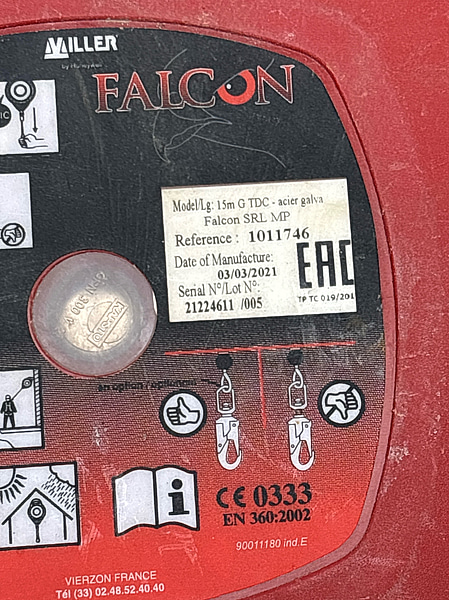 MILLER
by Honeywell
FALCON
IC
Model/Lg: 15m G TDC - acier galva
Falcon SRL MP
Reference : 1011746
Date of Manufacture:
03/03/2021
Serial N°/Lot N°:
21224611 /005
EAC
TP TC 019/201
en option / optionnal
CE 0333
EN 360:2002
90011180 ind.E
VIERZON FRANCE
Tél (33) 02.48.52.40.40